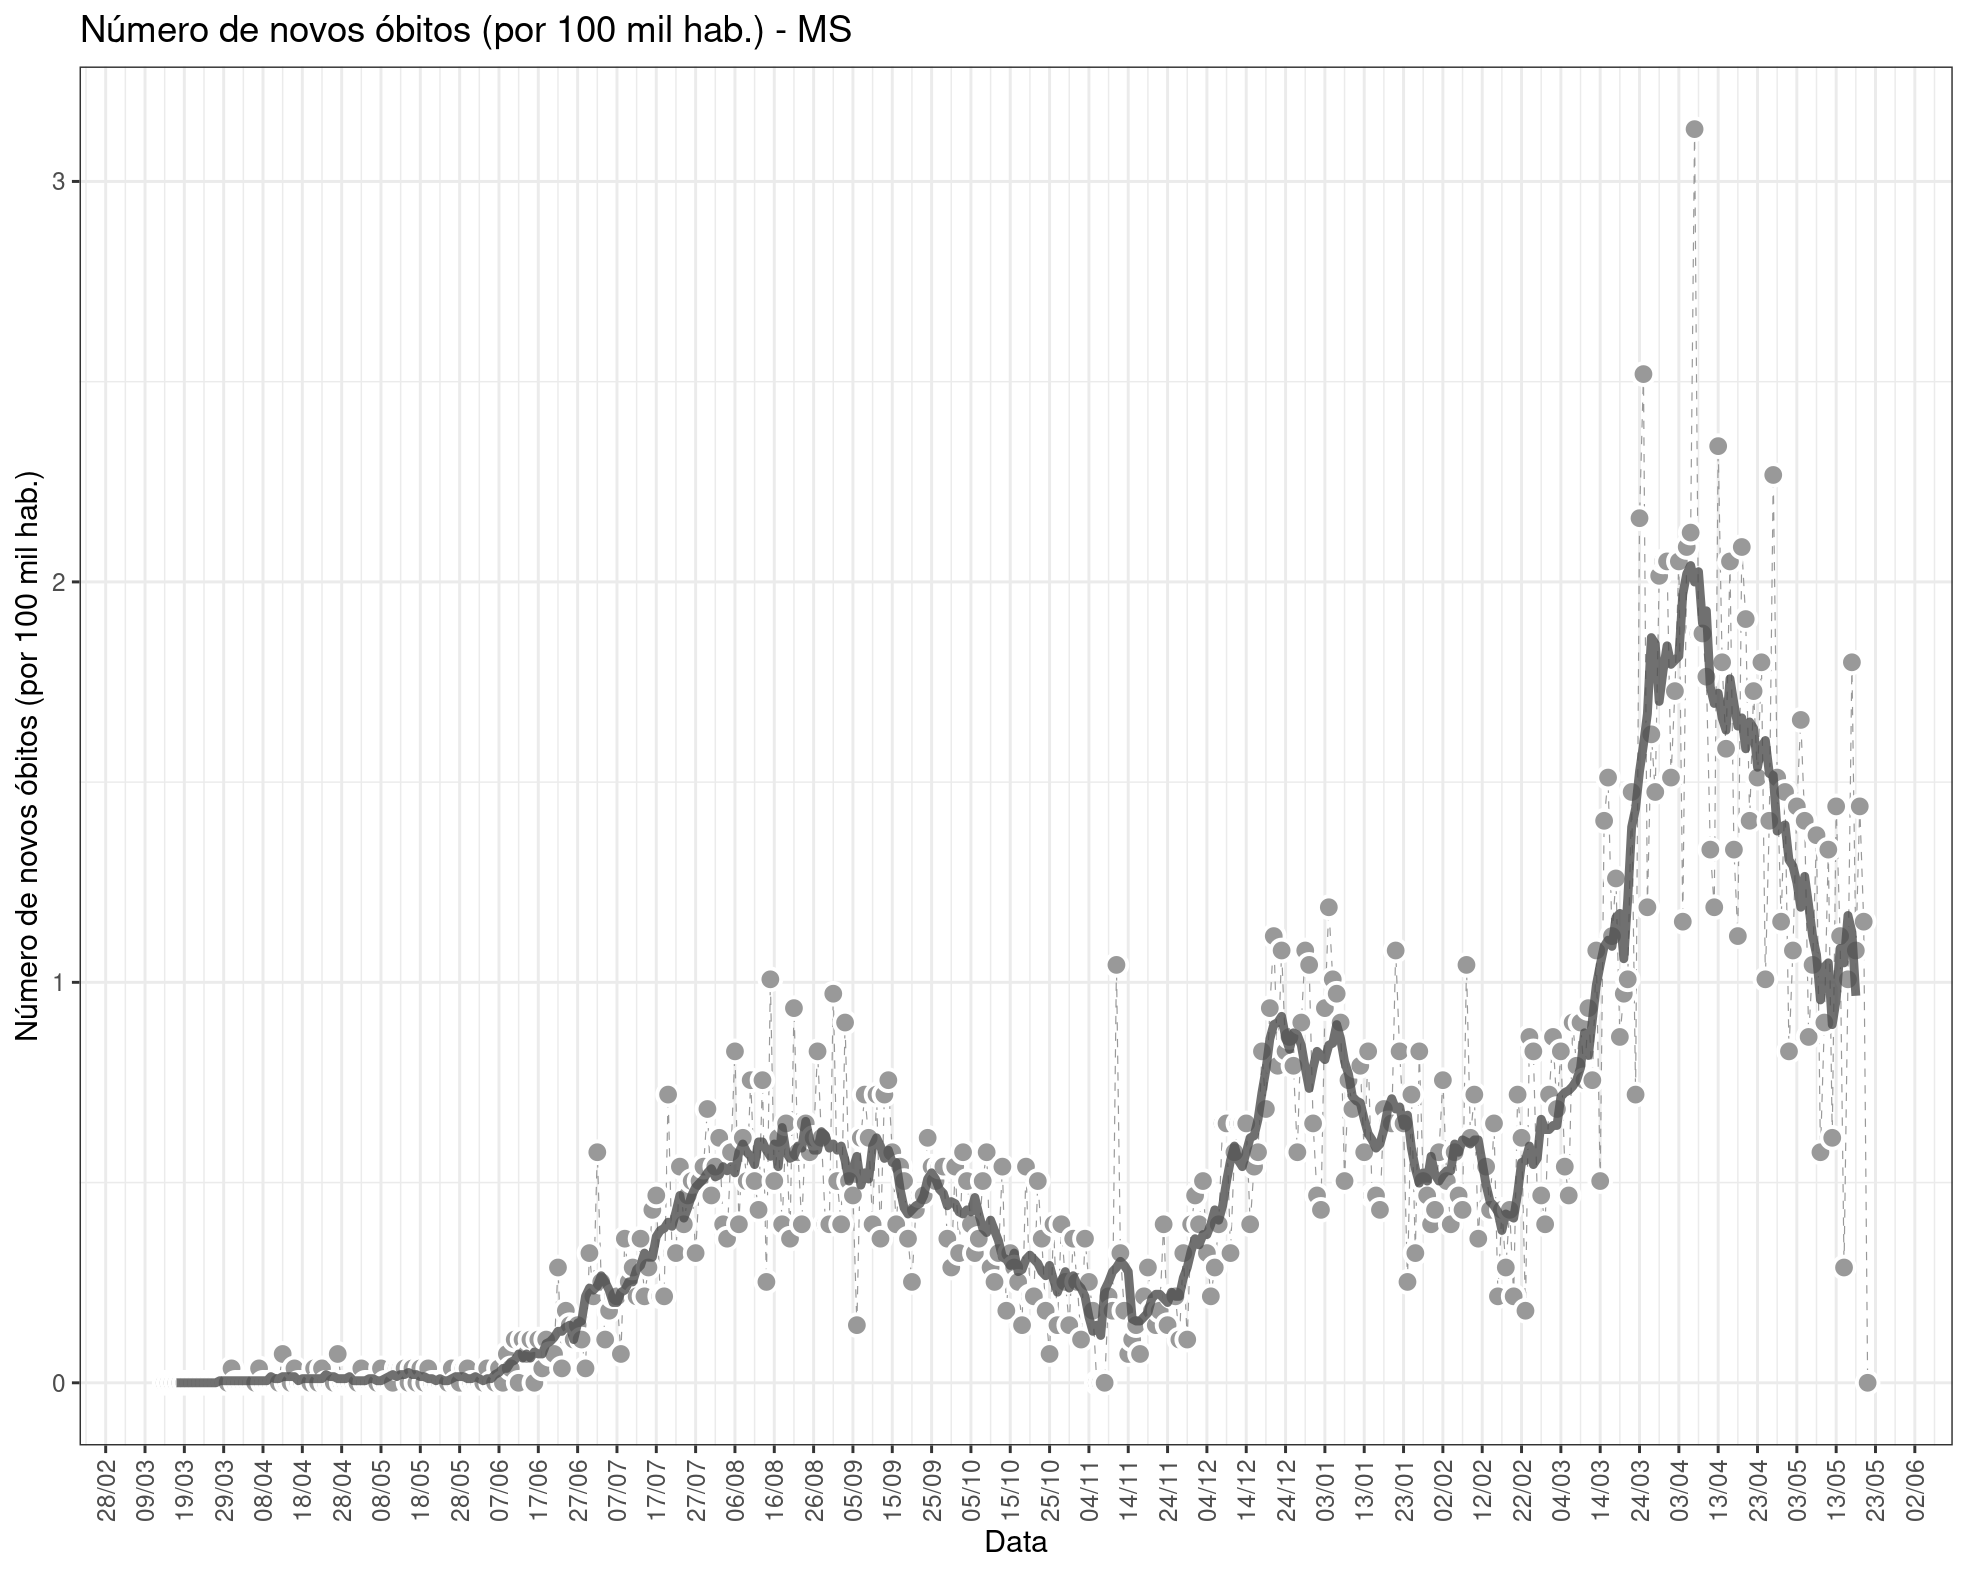 Número de novos óbitos (por 100 mil hab.) - MS
Número de novos óbitos (por 100 mil hab.)
3
2
1
0
28/02 09/03 19/03 29/03 08/04 18/04 28/04 08/05 18/05 28/05 07/06 17/06 27/06 07/07 17/07 27/07 06/08 16/08 26/08 05/09 15/09 25/09 05/10 15/10 25/10 04/11 14/11 24/11 04/12 14/12 24/12 03/01 13/01 23/01 02/02 12/02 22/02 04/03 14/03 24/03 03/04 13/04 23/04 03/05 13/05 23/05 02/06
Data